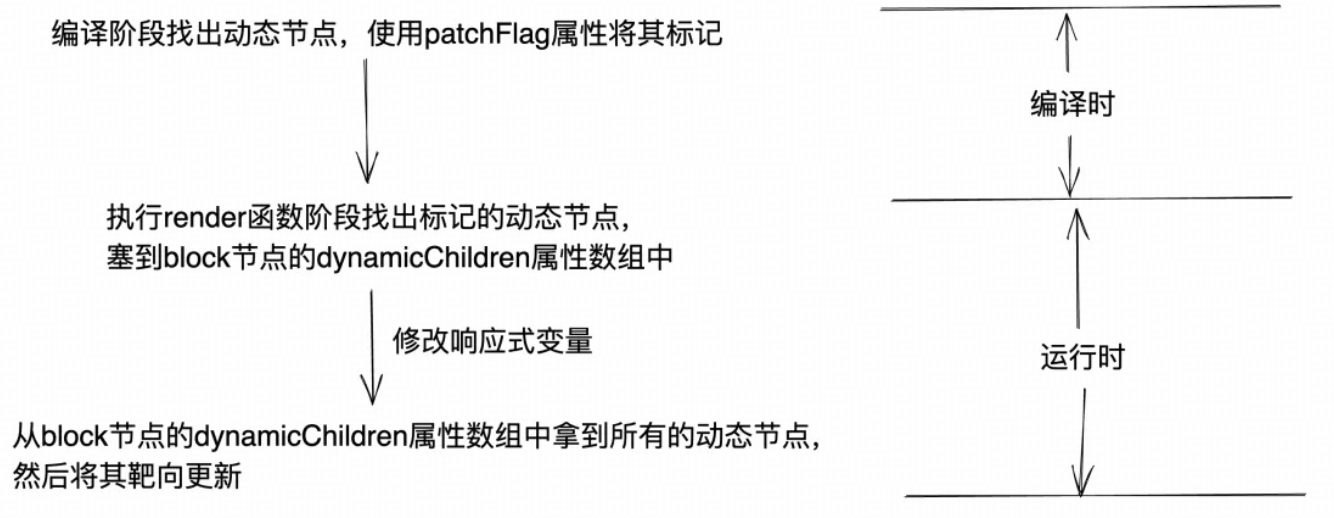 编译阶段找出动态节点，使用patchFlag属性将其标记
编译时
执行render函数阶段找出标记的动态节点，
塞到block节点的dynamicChildren属性数组中
修改响应式变量
运行时
从block节点的dynamicChildren属性数组中拿到所有的动态节点，
然后将其靶向更新